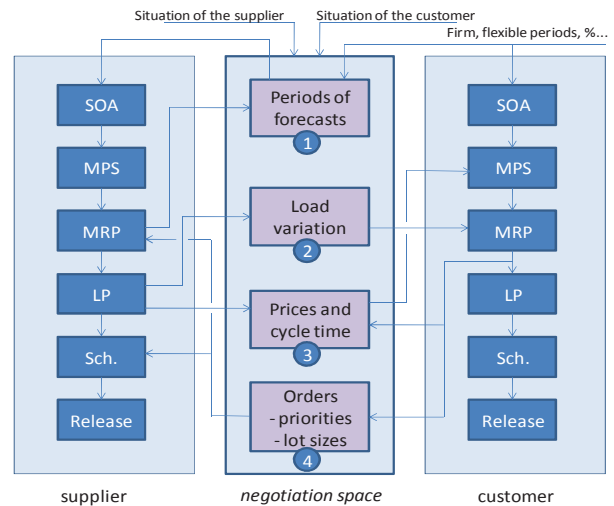 Situation of the supplier
Situation of the customer
Firm, flexible periods, %...
SOA
MPS
MRP
LP
Sch.
Release
supplier
Periods of
forecasts
1
Load
variation
2
Prices and
cycle time
3
Orders
- priorities
- lot sizes
4
negotiation space
SOA
MPS
MRP
LP
Sch.
Release
customer